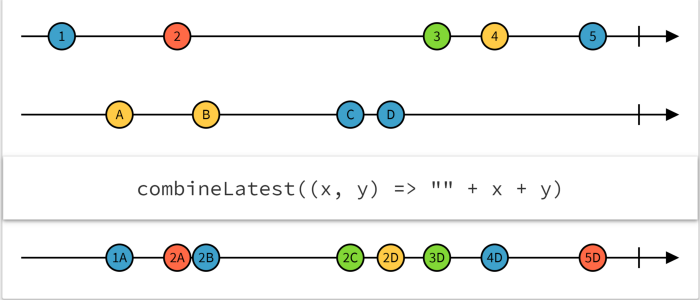 1 2 3 4 5
A B C D
combineLatest((x, y) => "" + x + y)
1A 2A 2B 2C 2D 3D 4D 5D